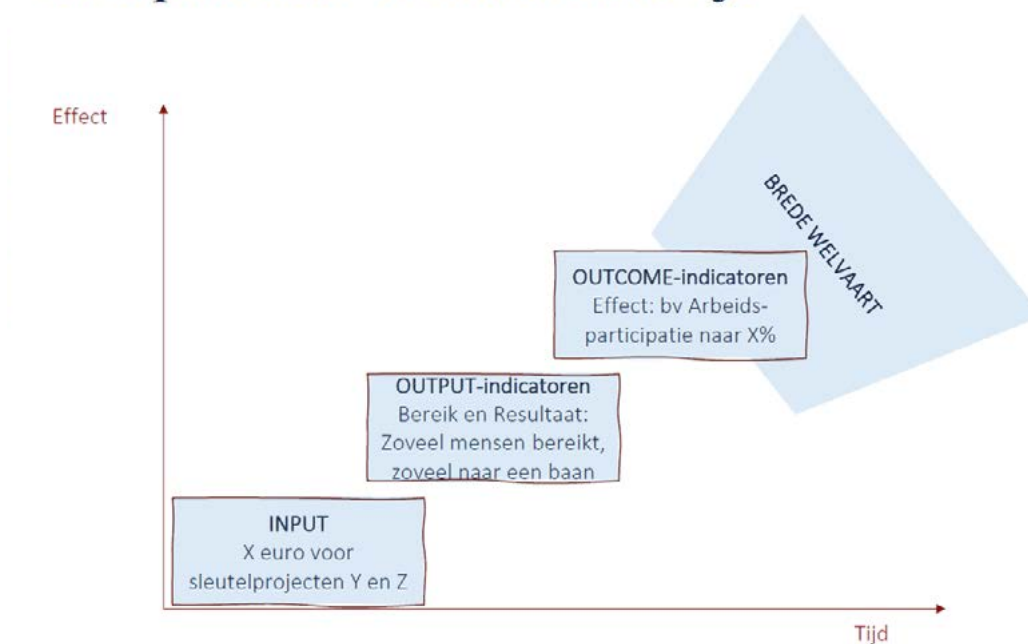 Effect
BREDE WELVAART
OUTCOME-indicatoren
Effect: bv Arbeids-
participatie naar X%
OUTPUT-indicatoren
Bereik en Resultaat:
Zoveel mensen bereikt,
zoveel naar een baan
INPUT
X euro voor
sleutelprojecten Y en Z
Tijd